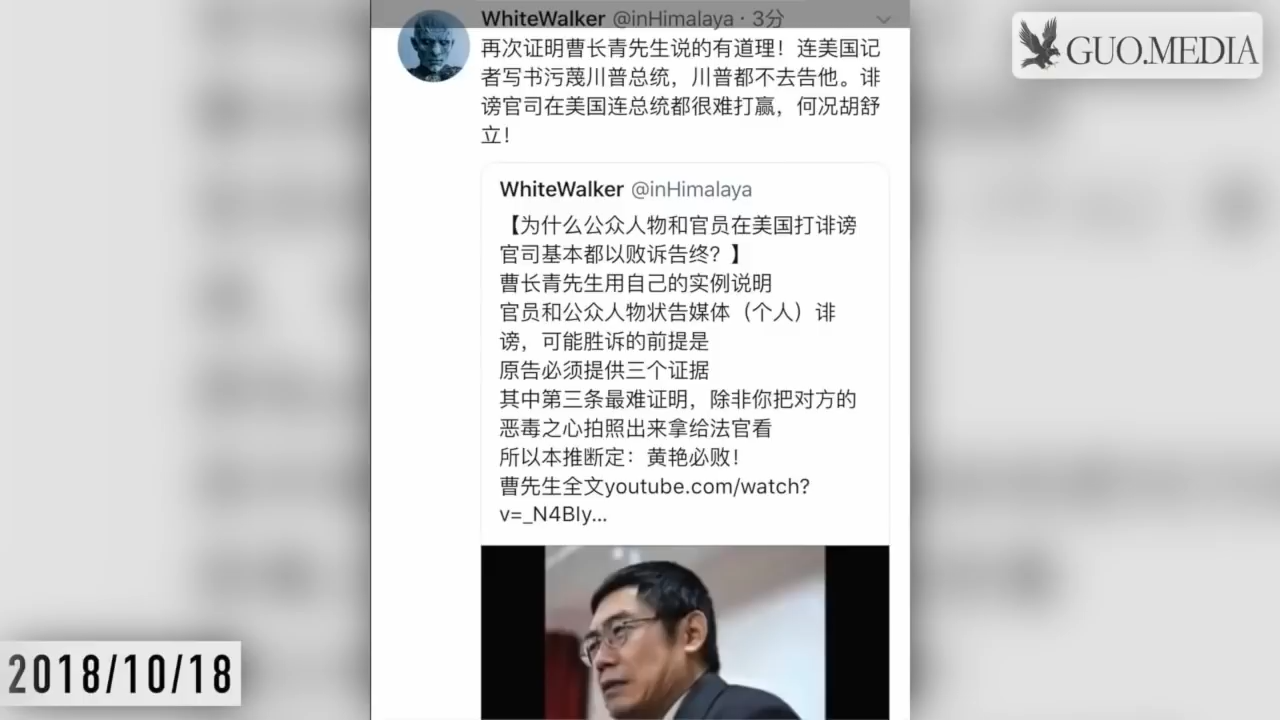 WhiteWalker @inHimalaya · 3分
再次证明曹长青先生说的有道理！连美国记
者写书污蔑川普总统，川普都不去告他。诽
谤官司在美国连总统都很难打赢，何况胡舒
立！
WhiteWalker @inHimalaya
【为什么公众人物和官员在美国打诽谤
官司基本都以败诉告终？】
曹长青先生用自己的实例说明
官员和公众人物状告媒体（个人）诽
谤，可能胜诉的前提是
原告必须提供三个证据
其中第三条最难证明，除非你把对方的
恶毒之心拍照出来拿给法官看
所以本推断定：黄艳必败！
曹先生全文youtube.com/watch?
v=_N4BIy...
GUO.MEDIA
2018/10/18